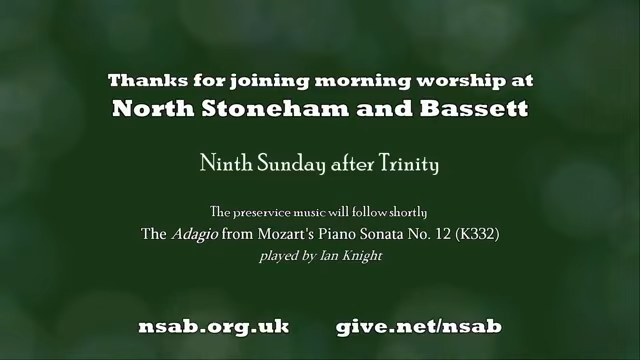 Thanks for joining morning worship at
North Stoneham and Bassett
Ninth Sunday after Trinity
The preservice music will follow shortly
The Adagio from Mozart's Piano Sonata No. 12 (K332)
played by Ian Knight
nsab.org.uk give.net/nsab